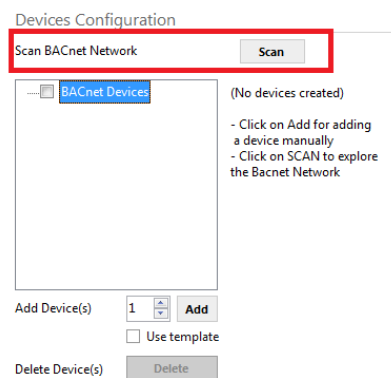 Devices Configuration
Scan BACnet Network Scan
BACnet Devices
(No devices created)
- Click on Add for adding
a device manually
- Click on SCAN to explore
the Bacnet Network
Add Device(s) 1 Add
Use template
Delete Device(s) Delete